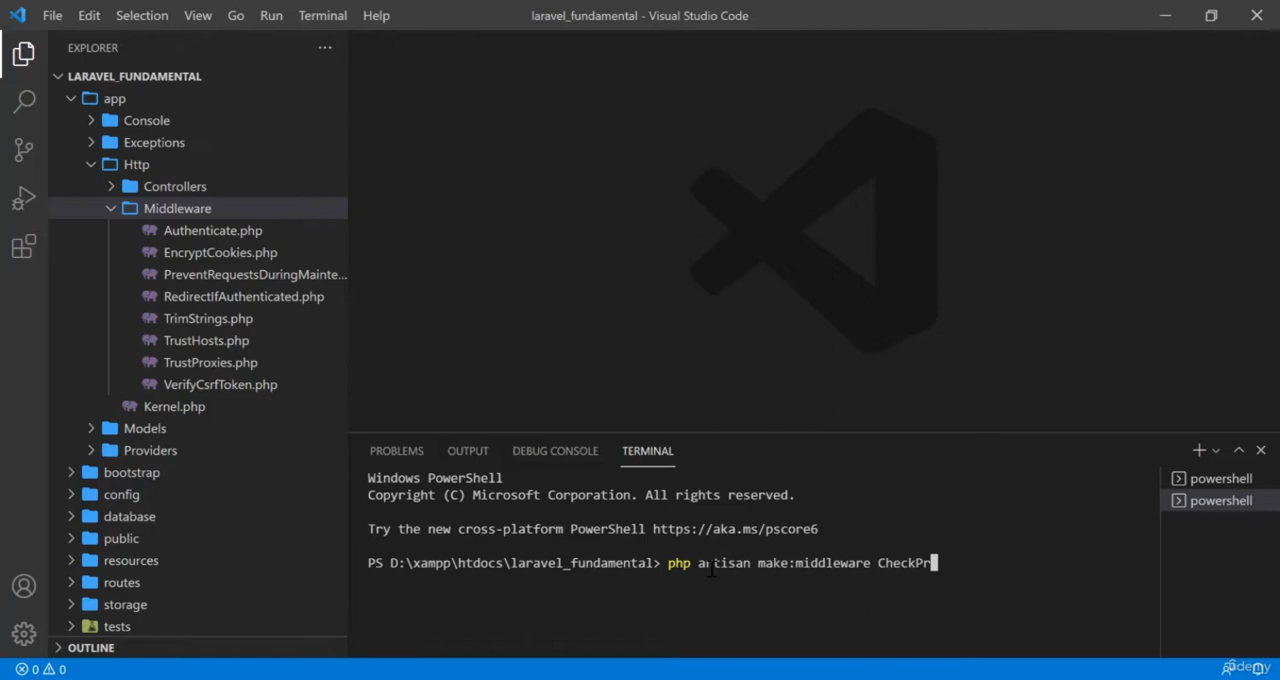 File Edit Selection View Go Run Terminal Help laravel_fundamental - Visual Studio Code
EXPLORER
LARAVEL_FUNDAMENTAL
app
Console
Exceptions
Http
Controllers
Middleware
Authenticate.php
EncryptCookies.php
PreventRequestsDuringMainte...
RedirectIfAuthenticated.php
TrimStrings.php
TrustHosts.php
TrustProxies.php
VerifyCsrfToken.php
Kernel.php
Models
Providers
bootstrap
config
database
public
resources
routes
storage
tests
OUTLINE
PROBLEMS OUTPUT DEBUG CONSOLE TERMINAL
Windows PowerShell
Copyright (C) Microsoft Corporation. All rights reserved.
Try the new cross-platform PowerShell https://aka.ms/pscore6
PS D:\xampp\htdocs\laravel_fundamental> php artisan make:middleware CheckPr
powershell
powershell
0 0
ûdemy